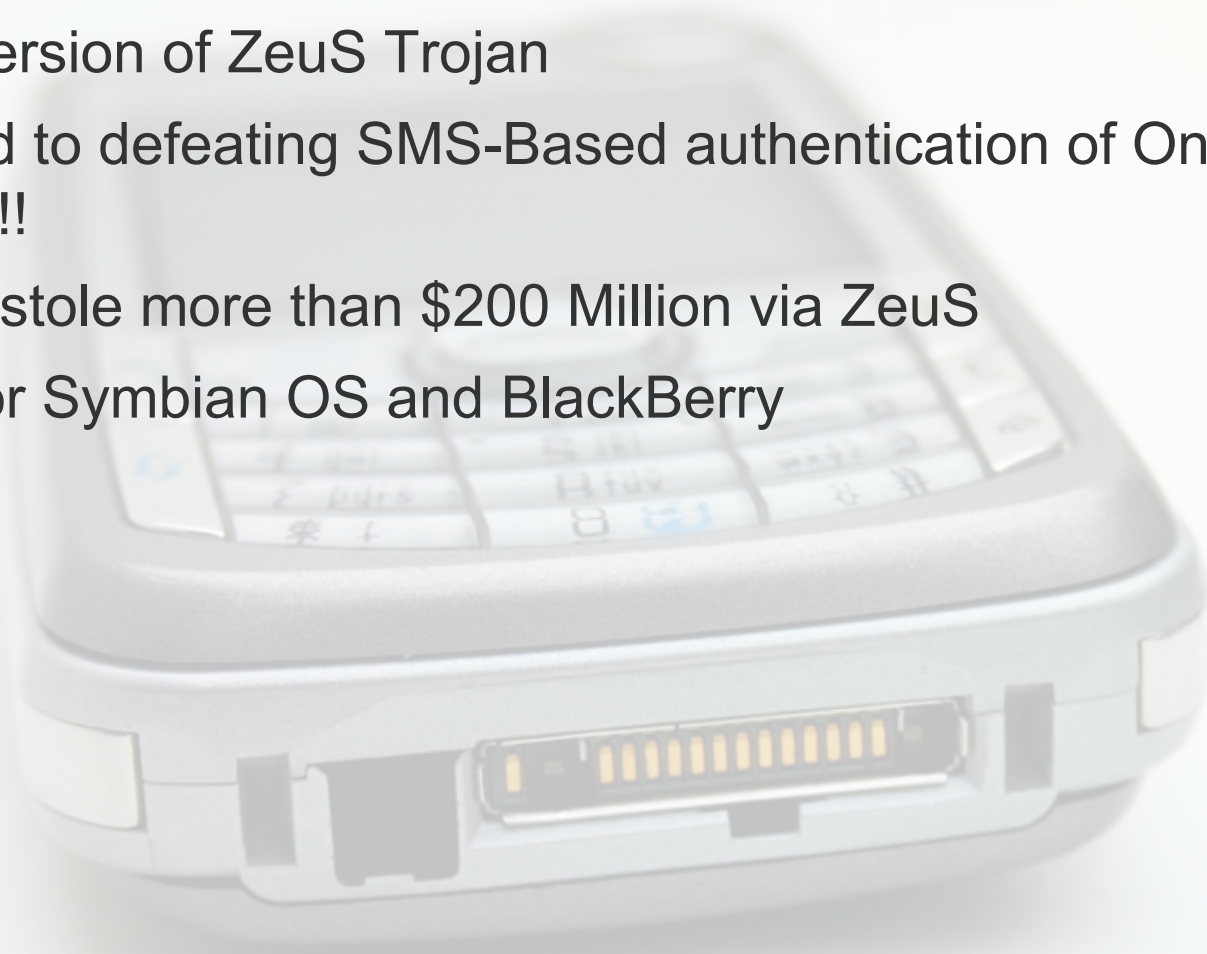 ersion of ZeuS Trojan
d to defeating SMS-Based authentication of On
!!
stole more than $200 Million via ZeuS
or Symbian OS and BlackBerry